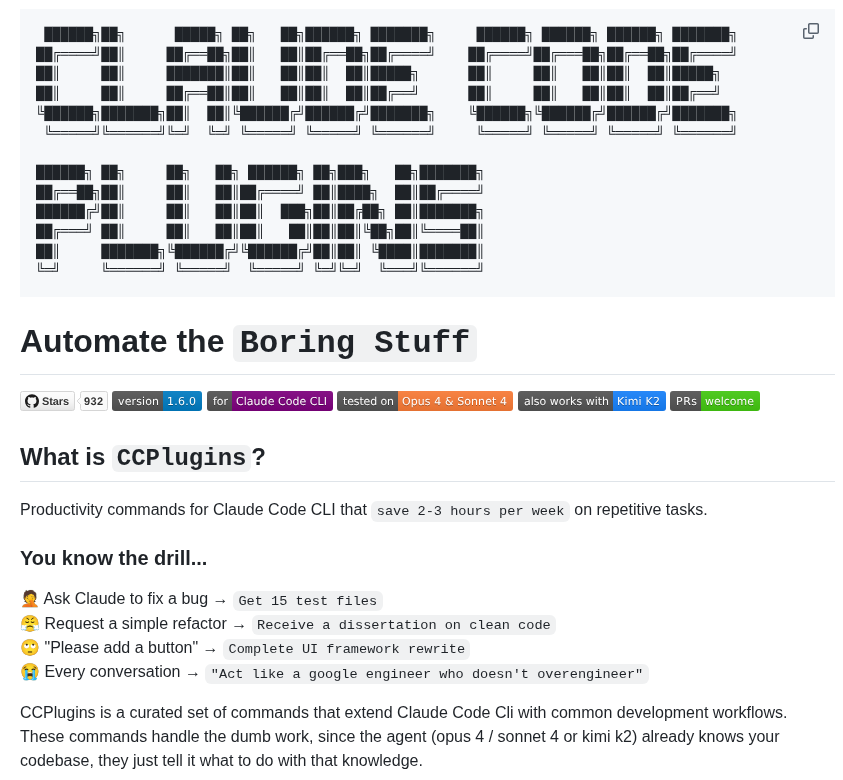 CLAUDE CODE
PLUGINS
Automate the Boring Stuff
Stars 932 version 1.6.0 for Claude Code CLI tested on Opus 4 & Sonnet 4 also works with Kimi K2 PRs welcome
What is CCPlugins?
Productivity commands for Claude Code CLI that save 2-3 hours per week on repetitive tasks.
You know the drill...
🤦 Ask Claude to fix a bug → Get 15 test files
😤 Request a simple refactor → Receive a dissertation on clean code
🙄 "Please add a button" → Complete UI framework rewrite
😭 Every conversation → "Act like a google engineer who doesn't overengineer"
CCPlugins is a curated set of commands that extend Claude Code Cli with common development workflows.
These commands handle the dumb work, since the agent (opus 4 / sonnet 4 or kimi k2) already knows your
codebase, they just tell it what to do with that knowledge.